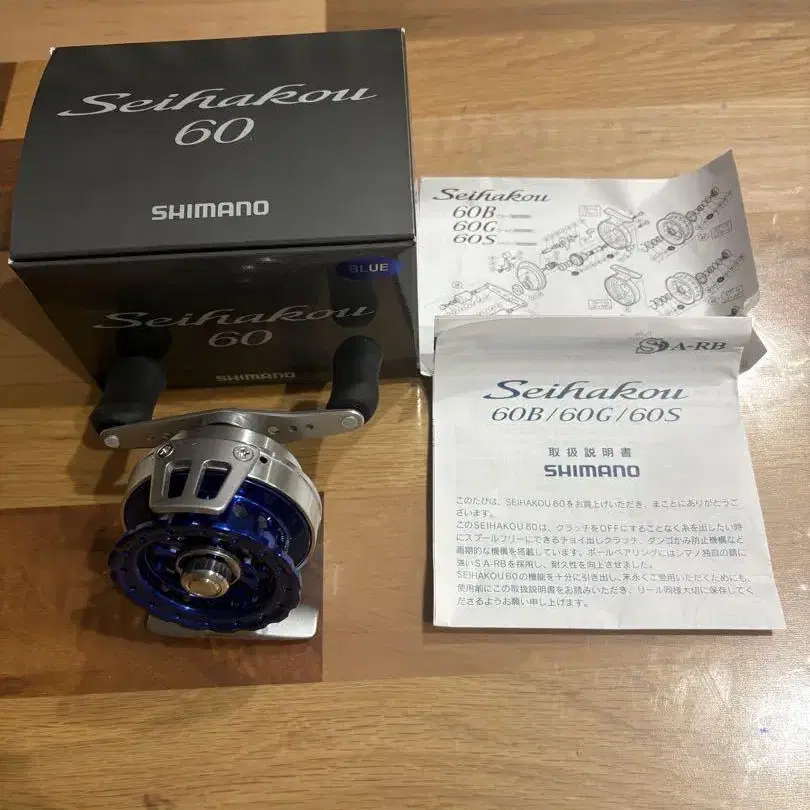 Seihakou
60
SHIMANO
BLUE
Seihakou
60
SHIMANO
Seihakou
60B
60G
60S
S A-RB
Seihakou
60B/60G/60S
取扱説明書
SHIMANO
このたびは、SEIHAKOU 60をお買上げいただき、まことにありがとうご
ざいます。
このSEIHAKOU 60は、クラッチをOFFにすることなく糸を出したい時
にスプールフリーにできるチョイ出しクラッチ、ダンゴかみ防止機構など
画期的な機構を搭載しています。ボールベアリングにはシマノ独自の錆に
強いS A-RBを採用し、耐久性を向上させました。
SEIHAKOU 60の機能を十分に引き出し、末永くご愛用いただくためにも、
使用前にこの取扱説明書をお読みいただき、リール同様大切に保存してく
ださるようお願い申し上げます。